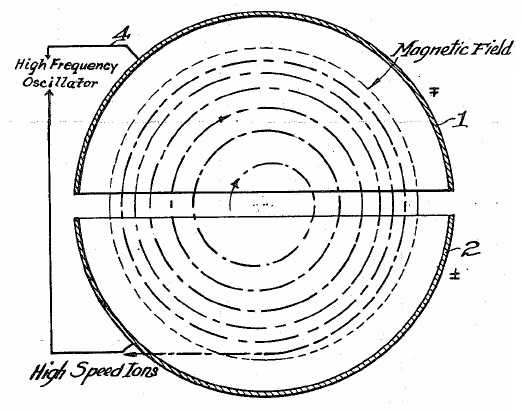 4
High Frequency
Oscillator
Magnetic Field
∓
1
2
±
High Speed Ions